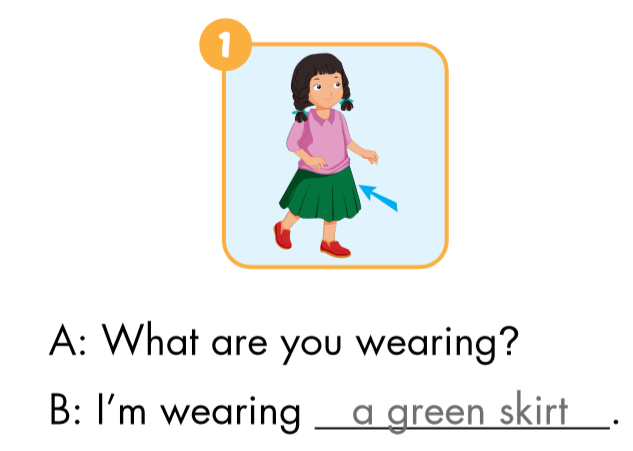 1
A: What are you wearing?
B: I'm wearing a green skirt.